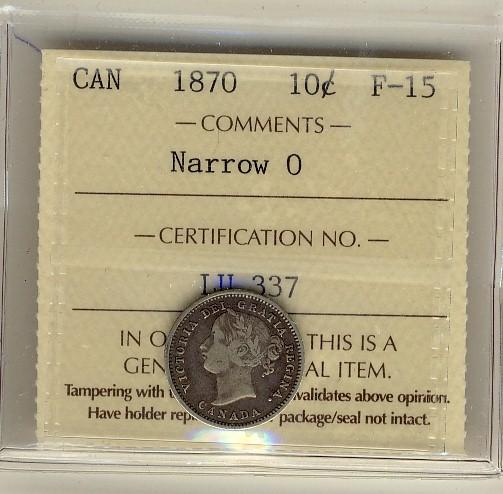 CAN 1870 10¢ F-15
— COMMENTS —
Narrow O
— CERTIFICATION NO. —
337
IN THIS IS A
ITEM.
Tampering with validates above opinion.
Have holder package/seal not intact.
VICTORIA DEI GRATIA REGINA.
CANADA